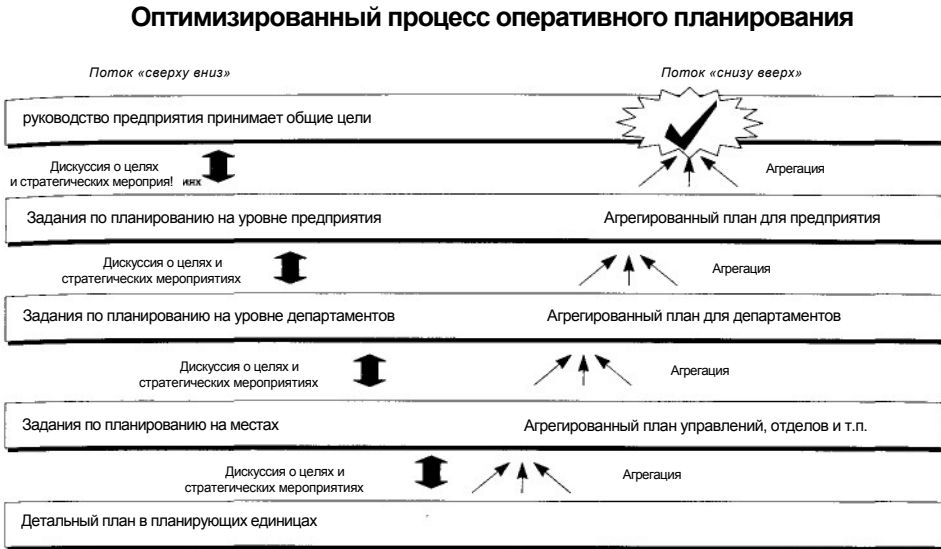 Оптимизированный процесс оперативного планирования
Поток «сверху вниз»
Поток «снизу вверх»
руководство предприятия принимает общие цели
Дискуссия о целях
и стратегических мероприя! инх
Агрегация
Задания по планированию на уровне предприятия
Агрегированный план для предприятия
Дискуссия о целях и
стратегических мероприятиях
Агрегация
Задания по планированию на уровне департаментов
Агрегированный план для департаментов
Дискуссия о целях и
стратегических мероприятиях
Агрегация
Задания по планированию на местах
Агрегированный план управлений, отделов и т.п.
Дискуссия о целях и
стратегических мероприятиях
Агрегация
Детальный план в планирующих единицах